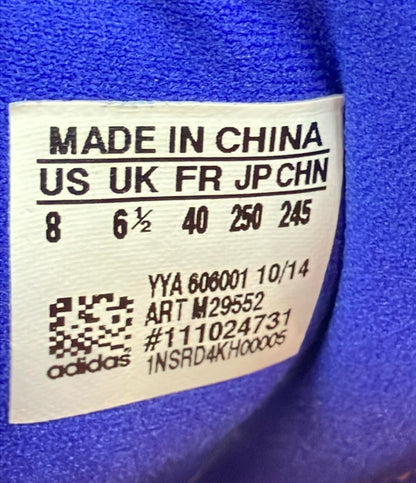 MADE IN CHINA
US UK FR JP CHN
8 6½ 40 250 245
YYA 606001 10/14
ART M29552
#111024731
adidas 1NSRD4KH00005